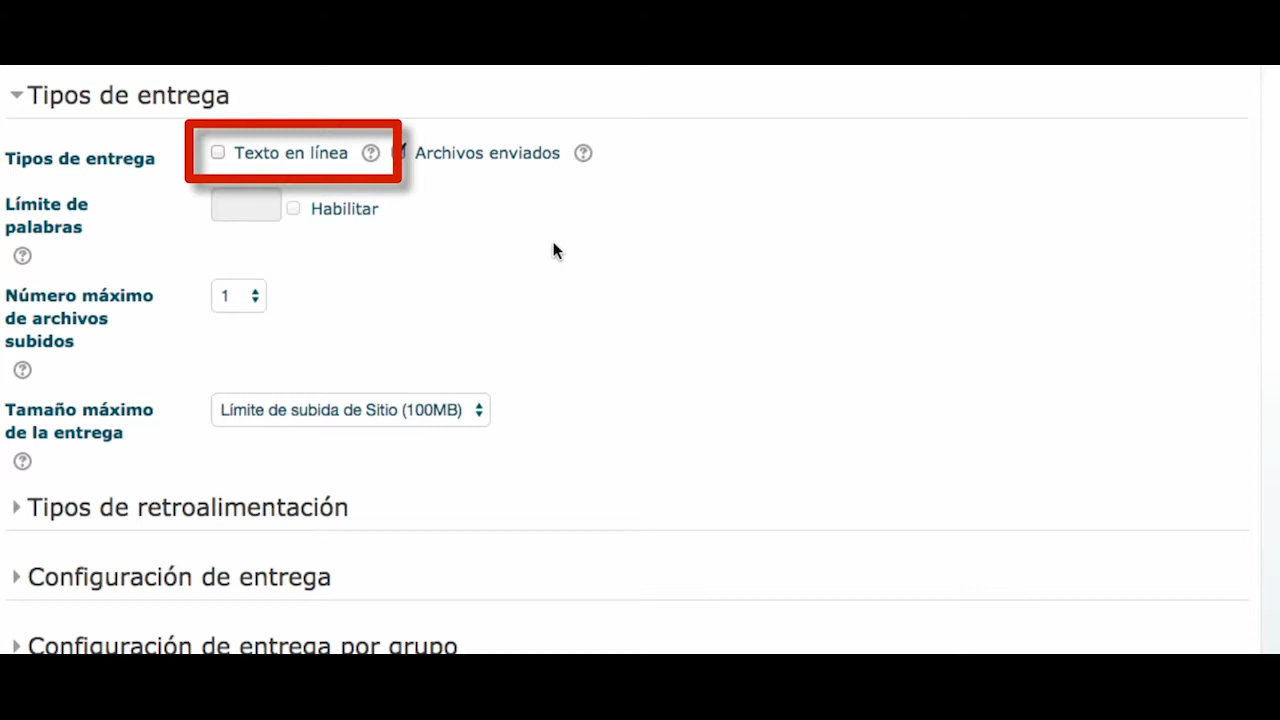 Tipos de entrega
Tipos de entrega
Texto en línea ? Archivos enviados ?
Límite de
palabras
Habilitar
?
Número máximo
de archivos
subidos
1
?
Tamaño máximo
de la entrega
Límite de subida de Sitio (100MB)
?
Tipos de retroalimentación
Configuración de entrega
Configuración de entrega por grupo